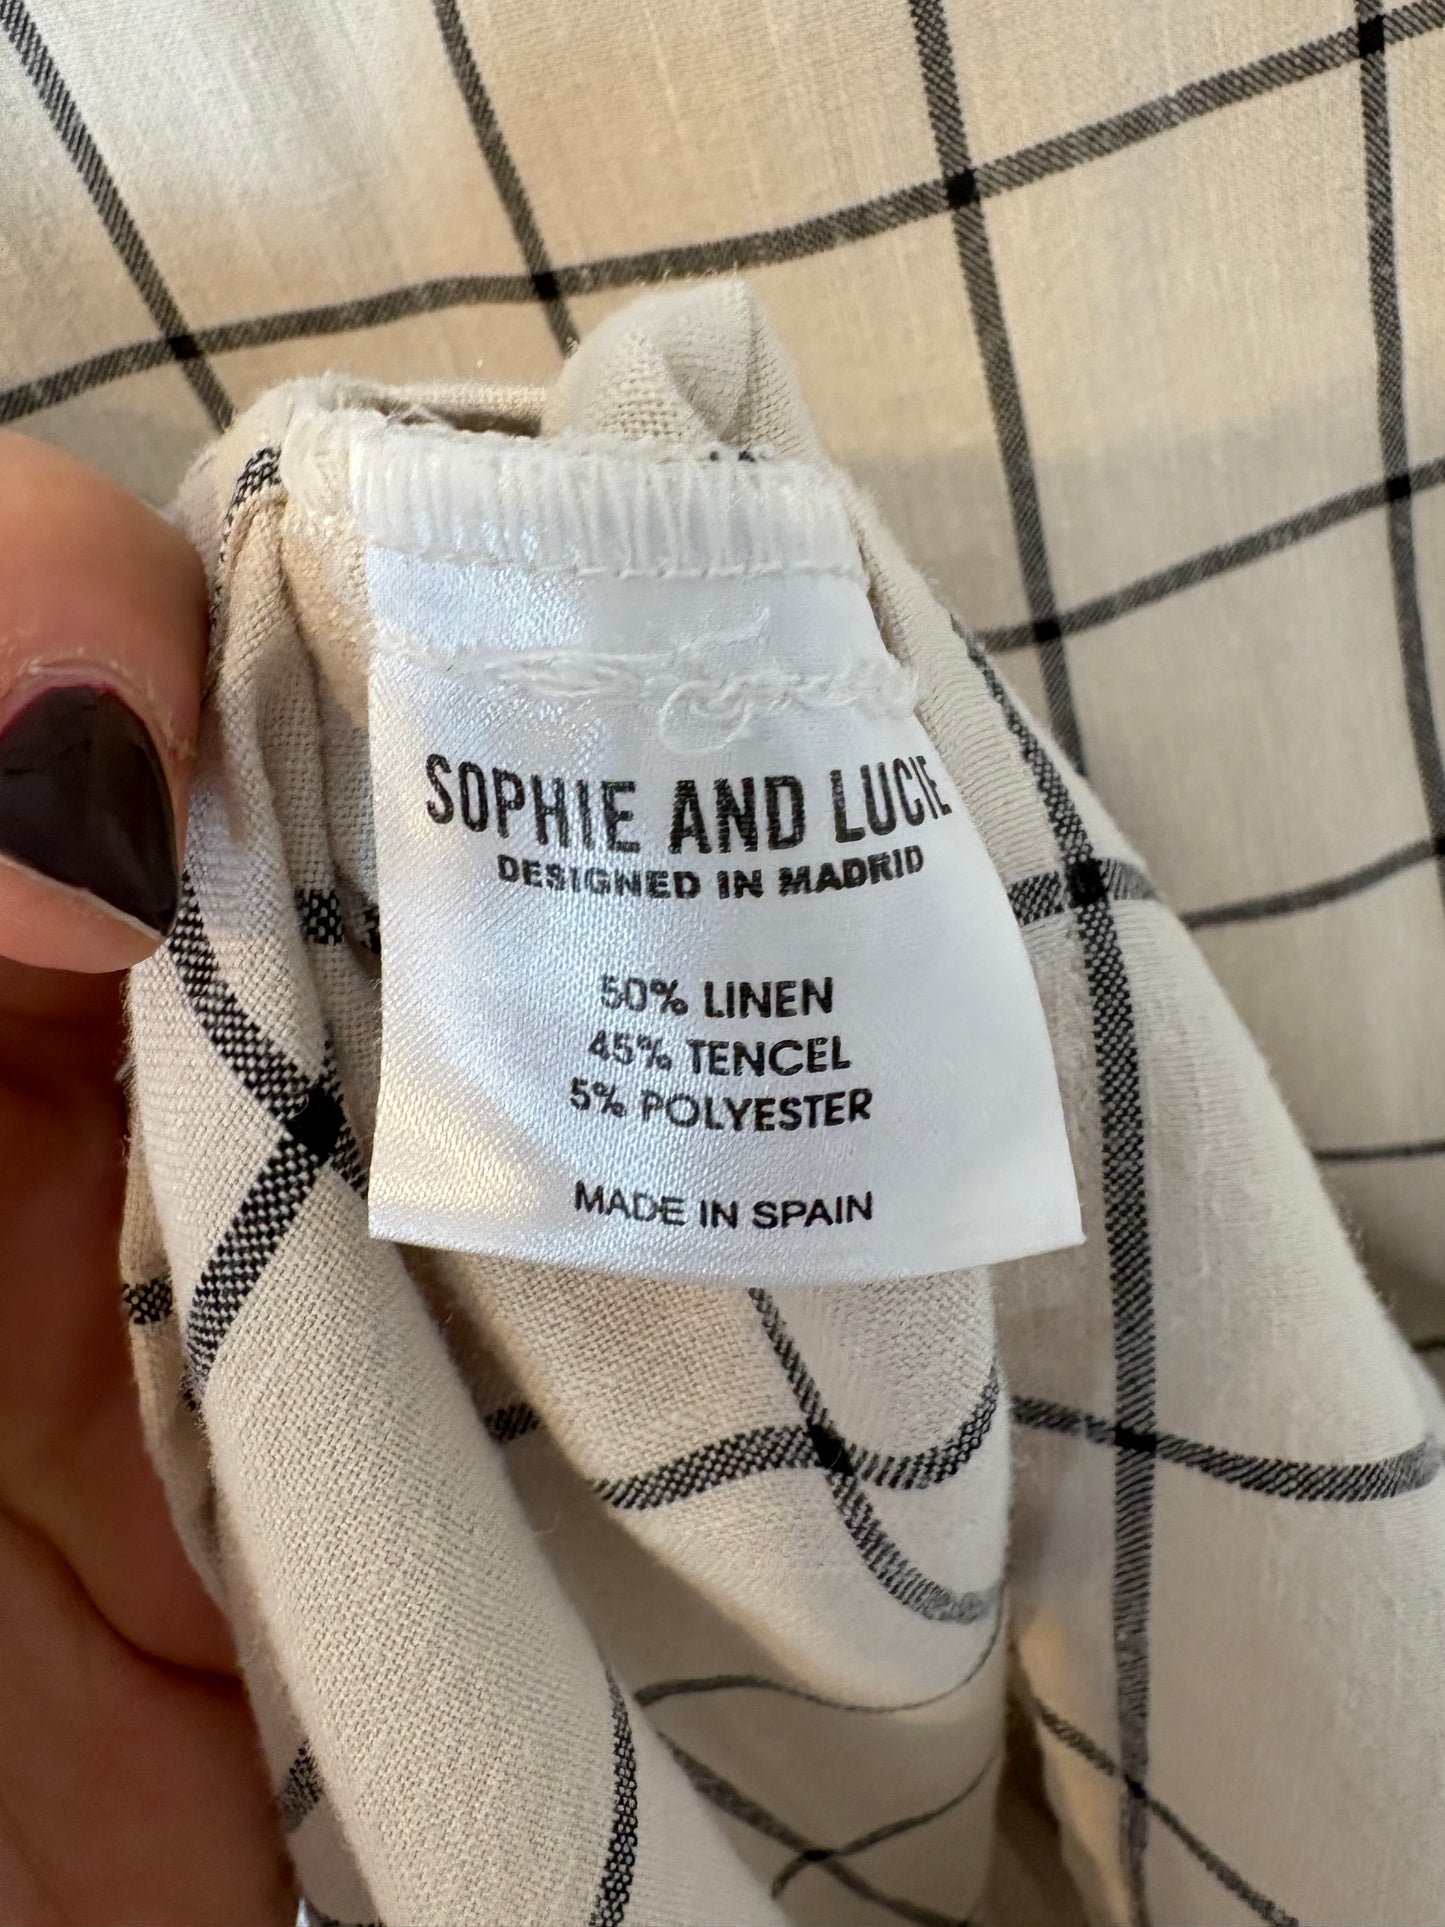 SOPHIE AND LUCIE
DESIGNED IN MADRID
50% LINEN
45% TENCEL
5% POLYESTER
MADE IN SPAIN